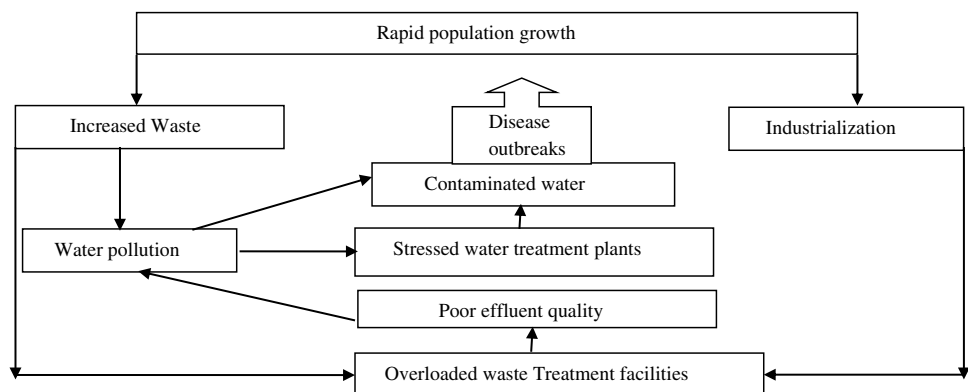 Rapid population growth
Increased Waste
Disease
outbreaks
Industrialization
Contaminated water
Water pollution
Stressed water treatment plants
Poor effluent quality
Overloaded waste Treatment facilities